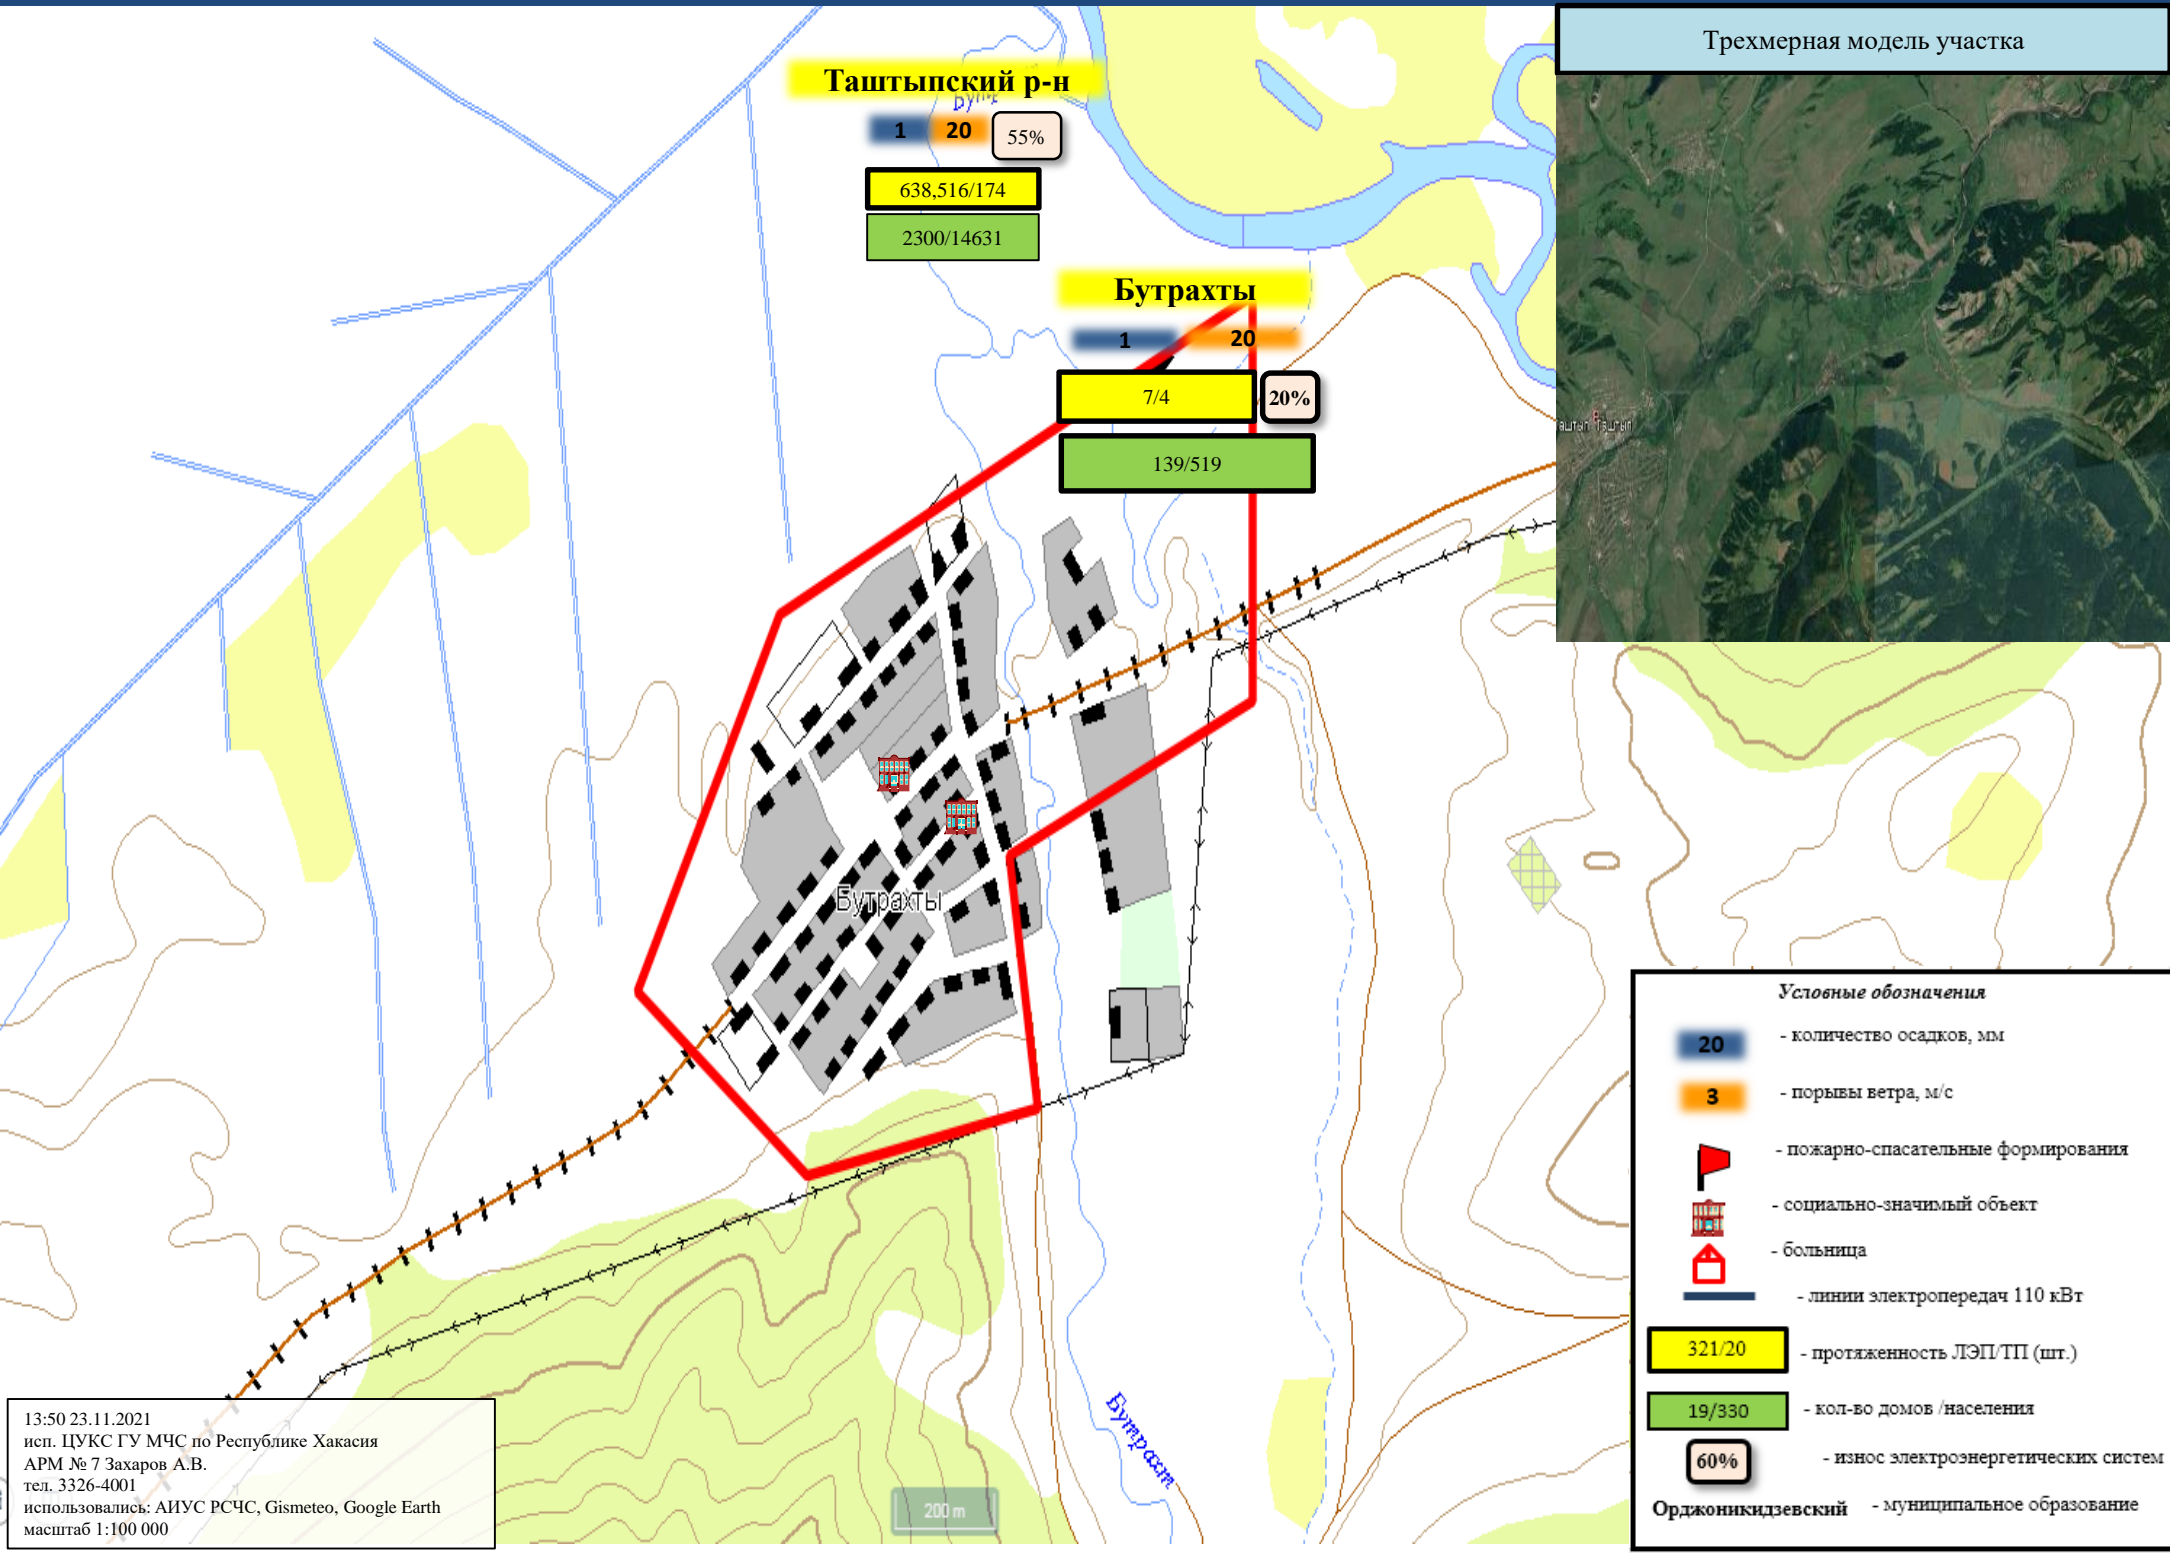 Трехмерная модель участка
Таштыпский р-н
1 20 55%
638,516/174
2300/14631
Бутрахты
1 20
7/4 20%
139/519
Таштып
Бутрахты
Бутрахт
200 m
Условные обозначения
20 - количество осадков, мм
3 - порывы ветра, м/с
- пожарно-спасательные формирования
- социально-значимый объект
- больница
- линии электропередач 110 кВт
321/20 - протяженность ЛЭП/ТП (шт.)
19/330 - кол-во домов /населения
60% - износ электроэнергетических систем
Орджоникидзевский - муниципальное образование
13:50 23.11.2021
исп. ЦУКС ГУ МЧС по Республике Хакасия
АРМ № 7 Захаров А.В.
тел. 3326-4001
использовались: АИУС РСЧС, Gismeteo, Google Earth
масштаб 1:100 000